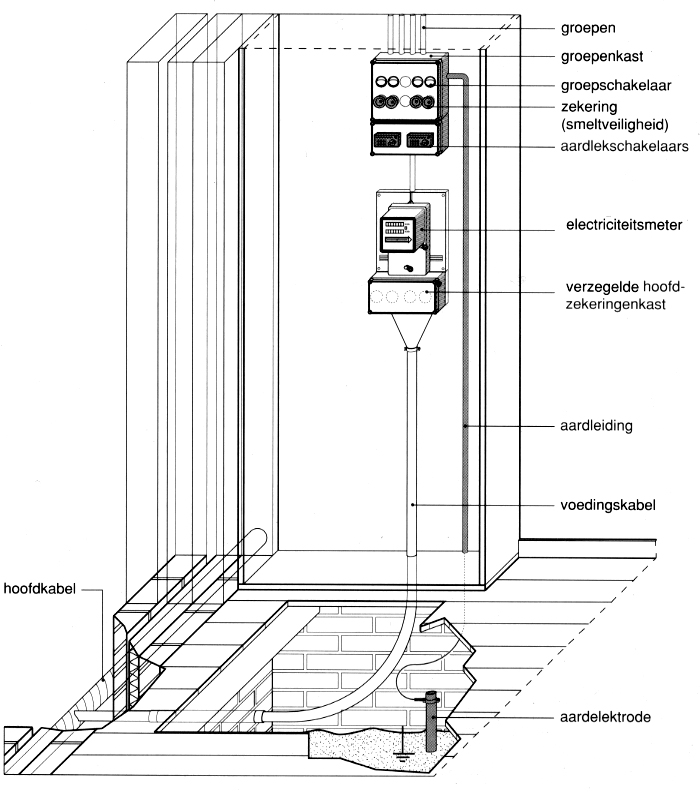 groepen
groepenkast
groepschakelaar
zekering
(smeltveiligheid)
aardlekschakelaars
electriciteitsmeter
verzegelde hoofd-
zekeringenkast
aardleiding
voedingskabel
hoofdkabel
aardelektrode